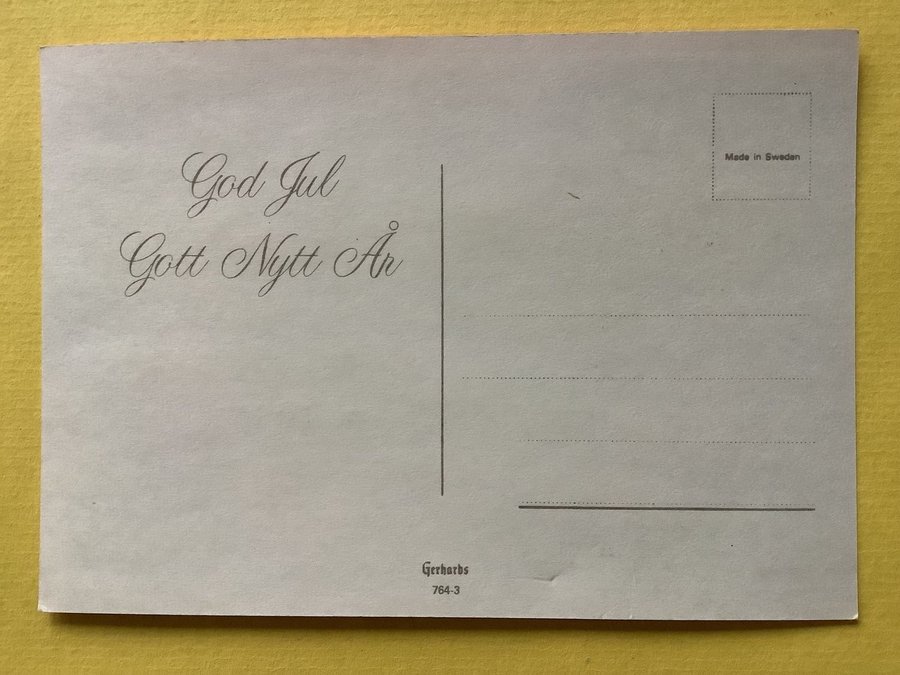 God Jul
Gott Nytt År
Made in Sweden
Gerhards
764-3